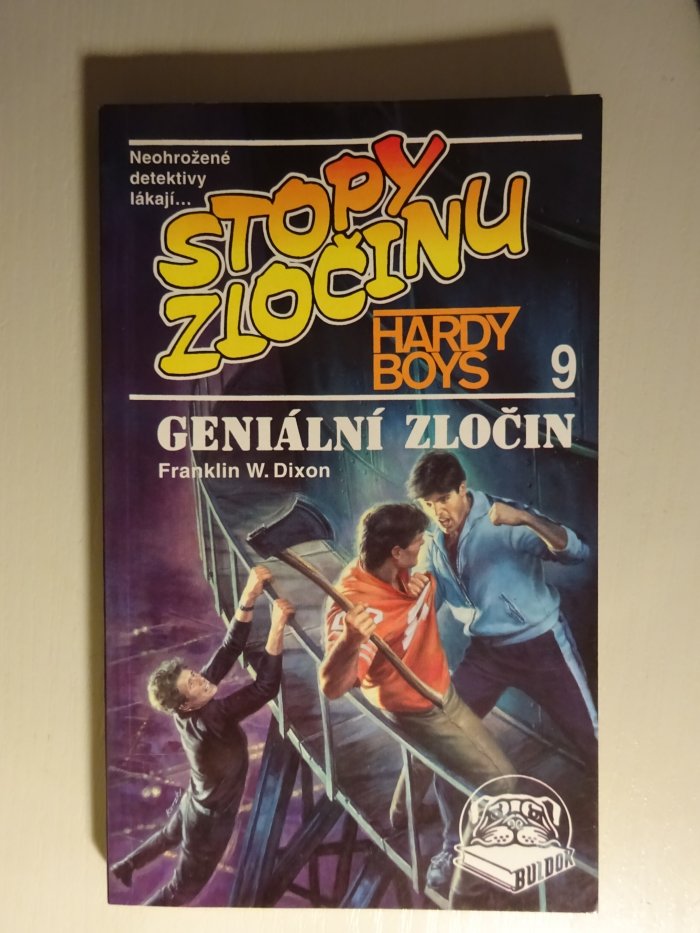 Neohrožené
detektivy
lákají...
STOPY
ZLOČINU
HARDY
BOYS
9
GENIÁLNÍ ZLOČIN
Franklin W. Dixon
BULDOK